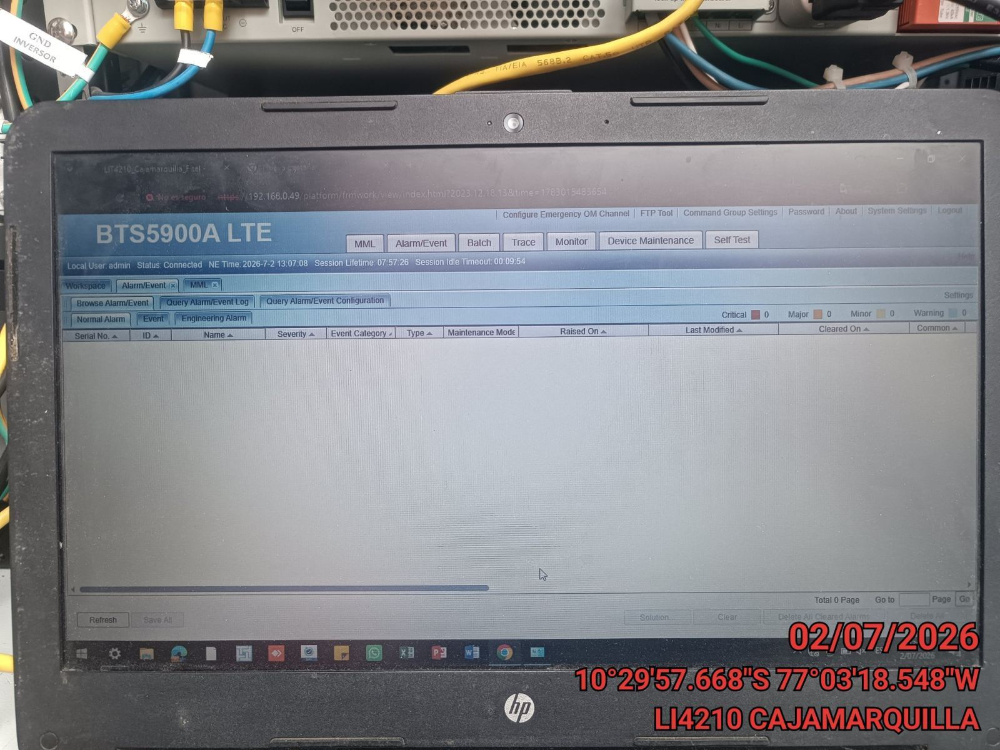 GND
INVERSOR
OFF
TIA/EIA 568B.2 CAT.5e UTP
N L
LIT4210_Cajamarquilla_Fitel -
No es seguro https://192.168.0.49/platform/frmwork/view/index.html?2023.12.18.13&time=1783015483654
Configure Emergency OM Channel FTP Tool Command Group Settings Password About System Settings Logout
BTS5900A LTE
MML Alarm/Event Batch Trace Monitor Device Maintenance Self Test
Local User: admin Status: Connected NE Time: 2026-7-2 13:07:08 Session Lifetime: 07:57:26 Session Idle Timeout: 00:09:54
Help
Workspace Alarm/Event MML
Browse Alarm/Event Query Alarm/Event Log Query Alarm/Event Configuration Settings
Normal Alarm Event Engineering Alarm Critical 0 Major 0 Minor 0 Warning 0
Serial No. ID Name Severity Event Category Type Maintenance Mode Raised On Last Modified Cleared On Common
Total 0 Page Go to Page Go
Refresh Save All Solution... Clear Delete All Cleared Alarms Delete All
2/07/2026
02/07/2026
10°29'57.668"S 77°03'18.548"W
LI4210 CAJAMARQUILLA
hp